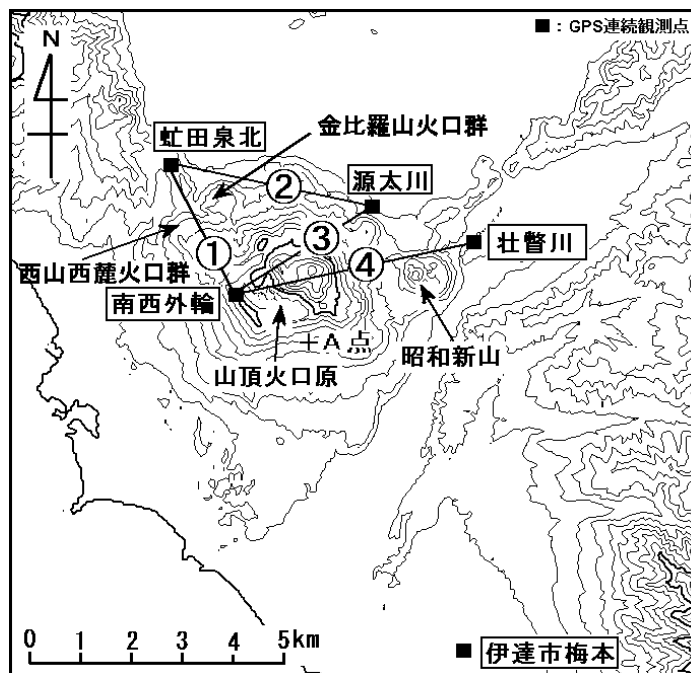 ■：GPS連続観測点
N
金比羅山火口群
虻田泉北
②
源太川
③
壮瞥川
①
④
西山西麓火口群
南西外輪
＋A点
昭和新山
山頂火口原
0 1 2 3 4 5km
■ 伊達市梅本